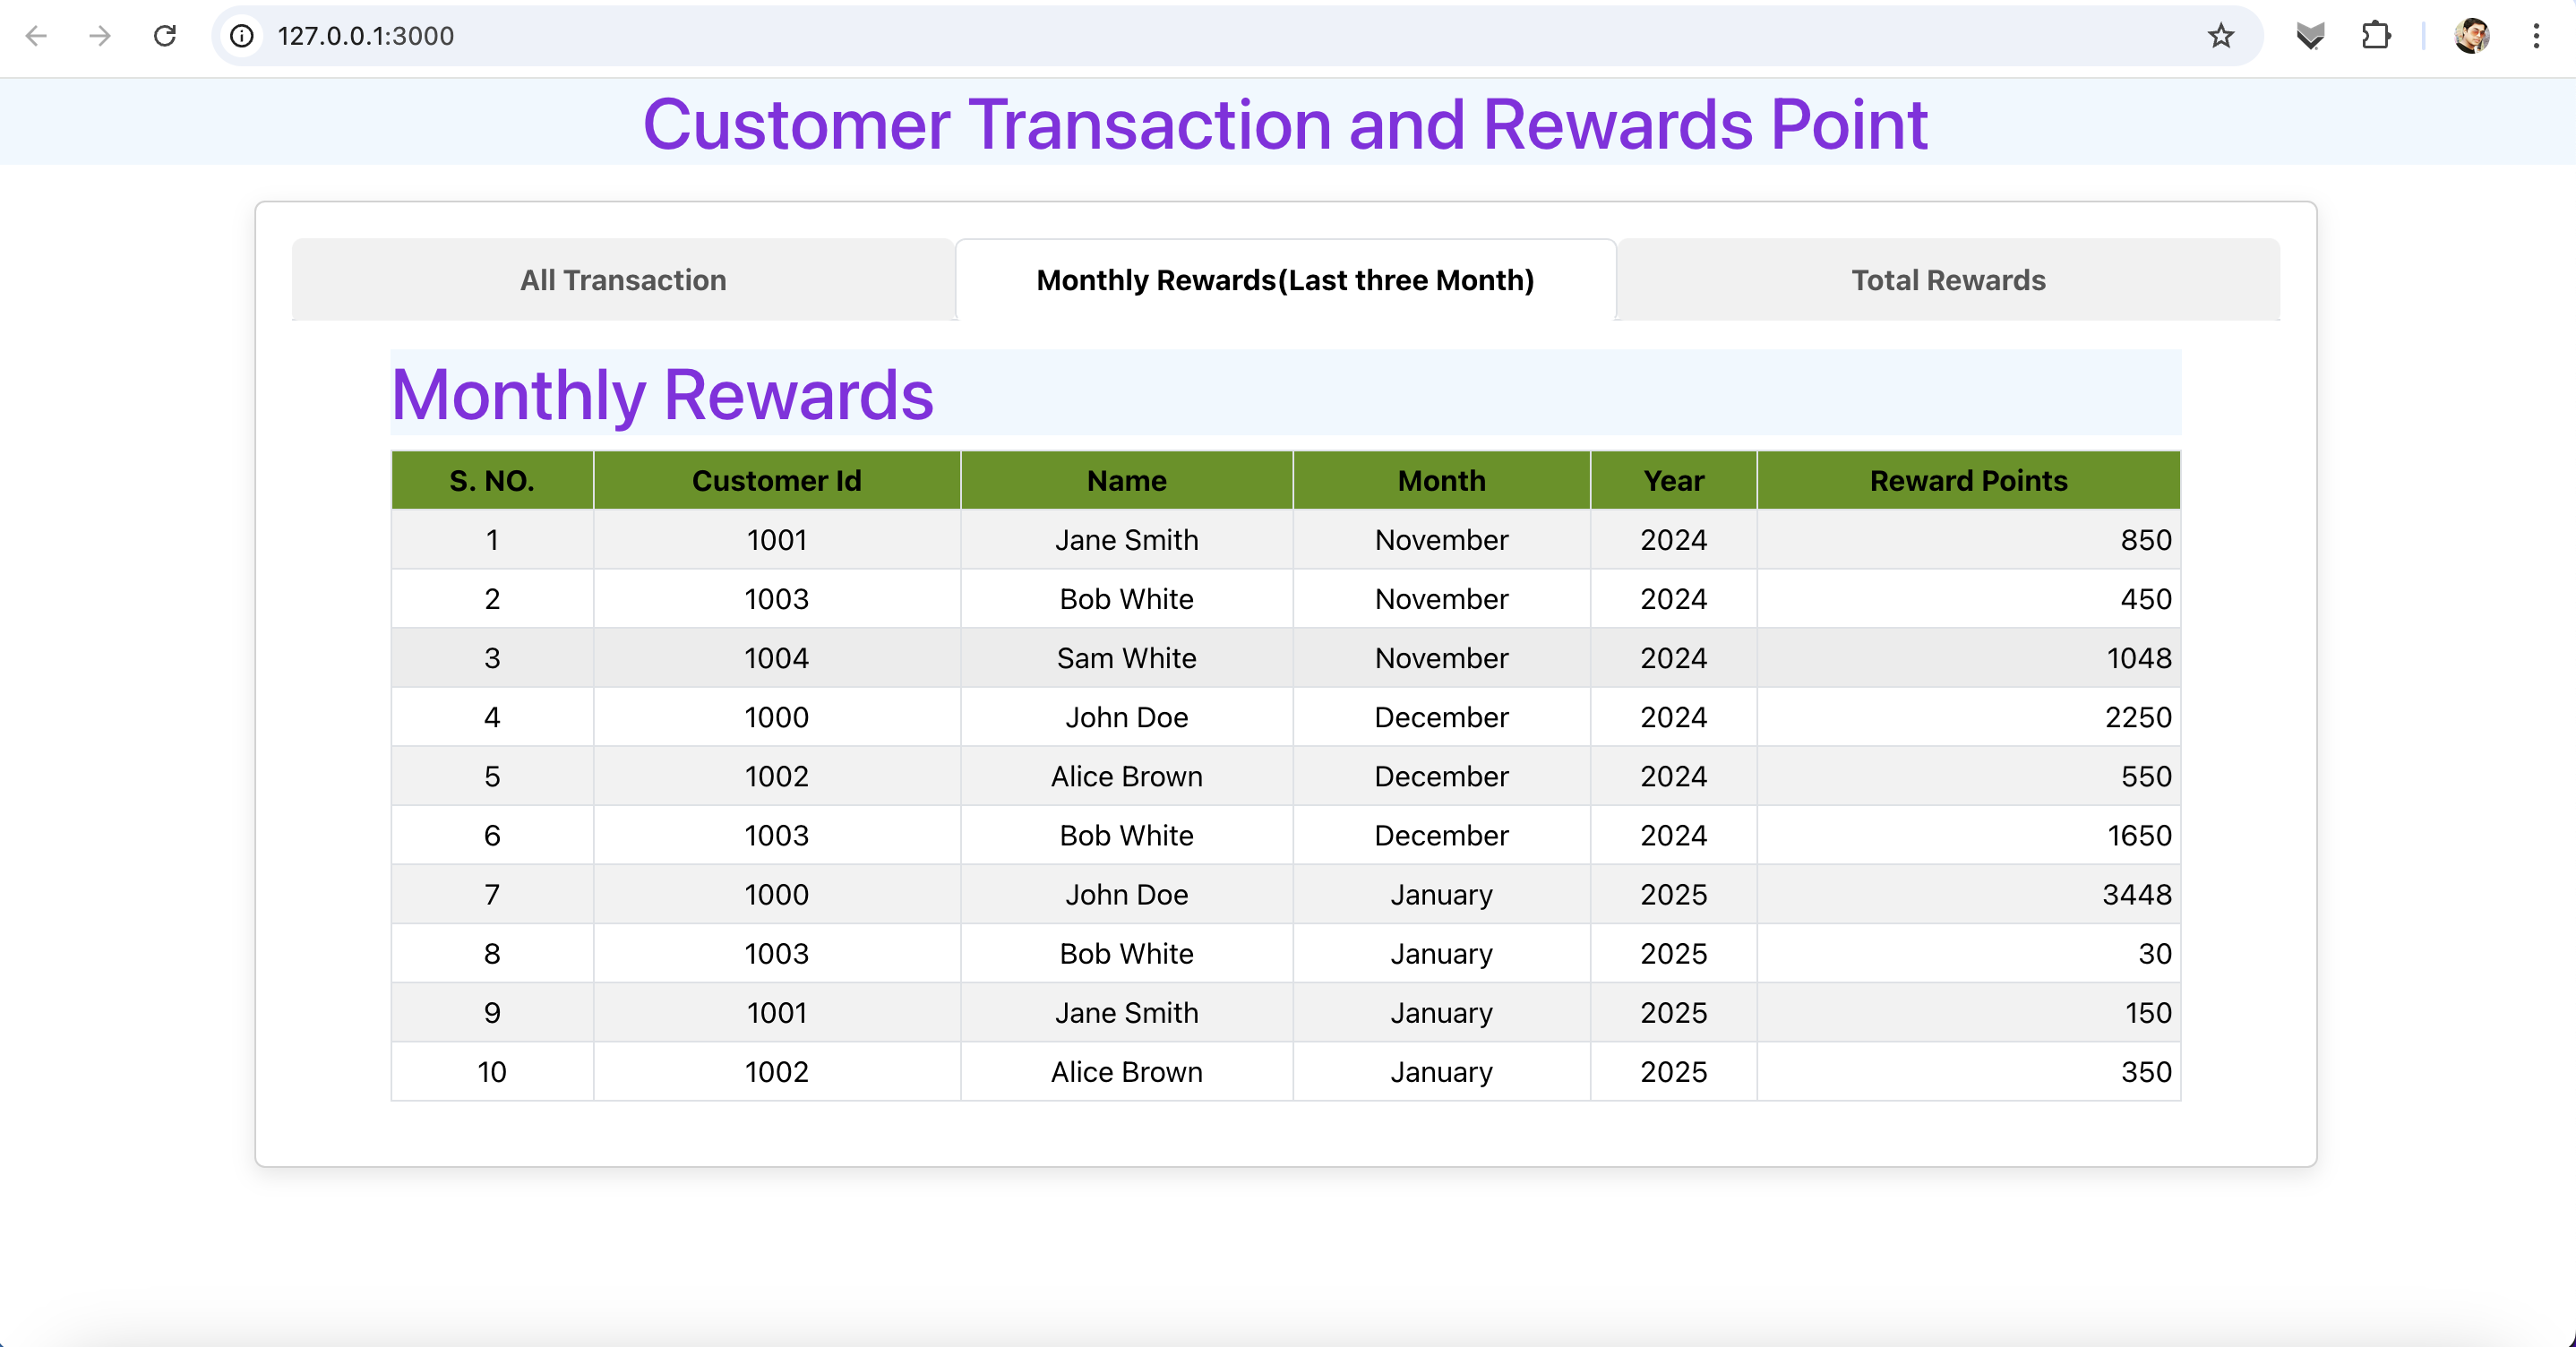 127.0.0.1:3000
Customer Transaction and Rewards Point
All Transaction Monthly Rewards(Last three Month) Total Rewards
Monthly Rewards
S. NO. Customer Id Name Month Year Reward Points
1 1001 Jane Smith November 2024 850
2 1003 Bob White November 2024 450
3 1004 Sam White November 2024 1048
4 1000 John Doe December 2024 2250
5 1002 Alice Brown December 2024 550
6 1003 Bob White December 2024 1650
7 1000 John Doe January 2025 3448
8 1003 Bob White January 2025 30
9 1001 Jane Smith January 2025 150
10 1002 Alice Brown January 2025 350